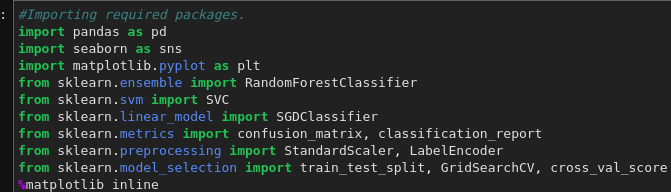 : #Importing required packages.
import pandas as pd
import seaborn as sns
import matplotlib.pyplot as plt
from sklearn.ensemble import RandomForestClassifier
from sklearn.svm import SVC
from sklearn.linear_model import SGDClassifier
from sklearn.metrics import confusion_matrix, classification_report
from sklearn.preprocessing import StandardScaler, LabelEncoder
from sklearn.model_selection import train_test_split, GridSearchCV, cross_val_score
%matplotlib inline